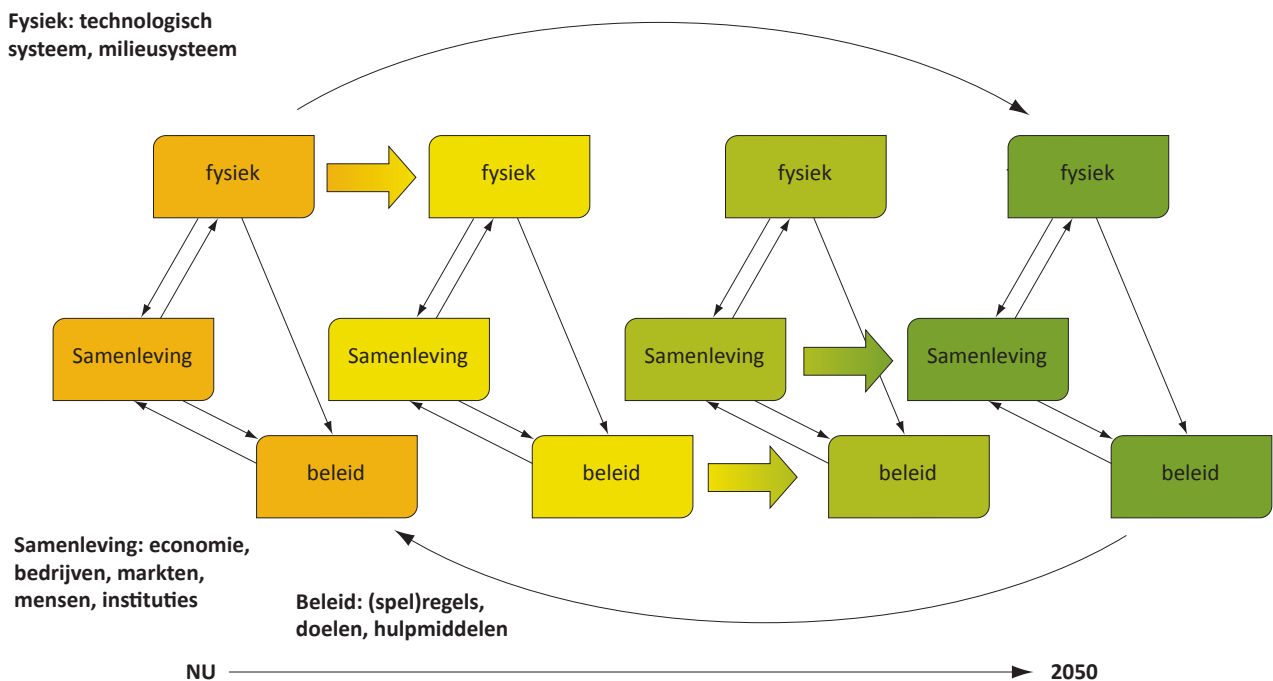 Fysiek: technologisch
systeem, milieusysteem
fysiek
fysiek
fysiek
fysiek
Samenleving
Samenleving
Samenleving
Samenleving
beleid
beleid
beleid
beleid
Samenleving: economie,
bedrijven, markten,
mensen, instituties
Beleid: (spel)regels,
doelen, hulpmiddelen
NU
2050